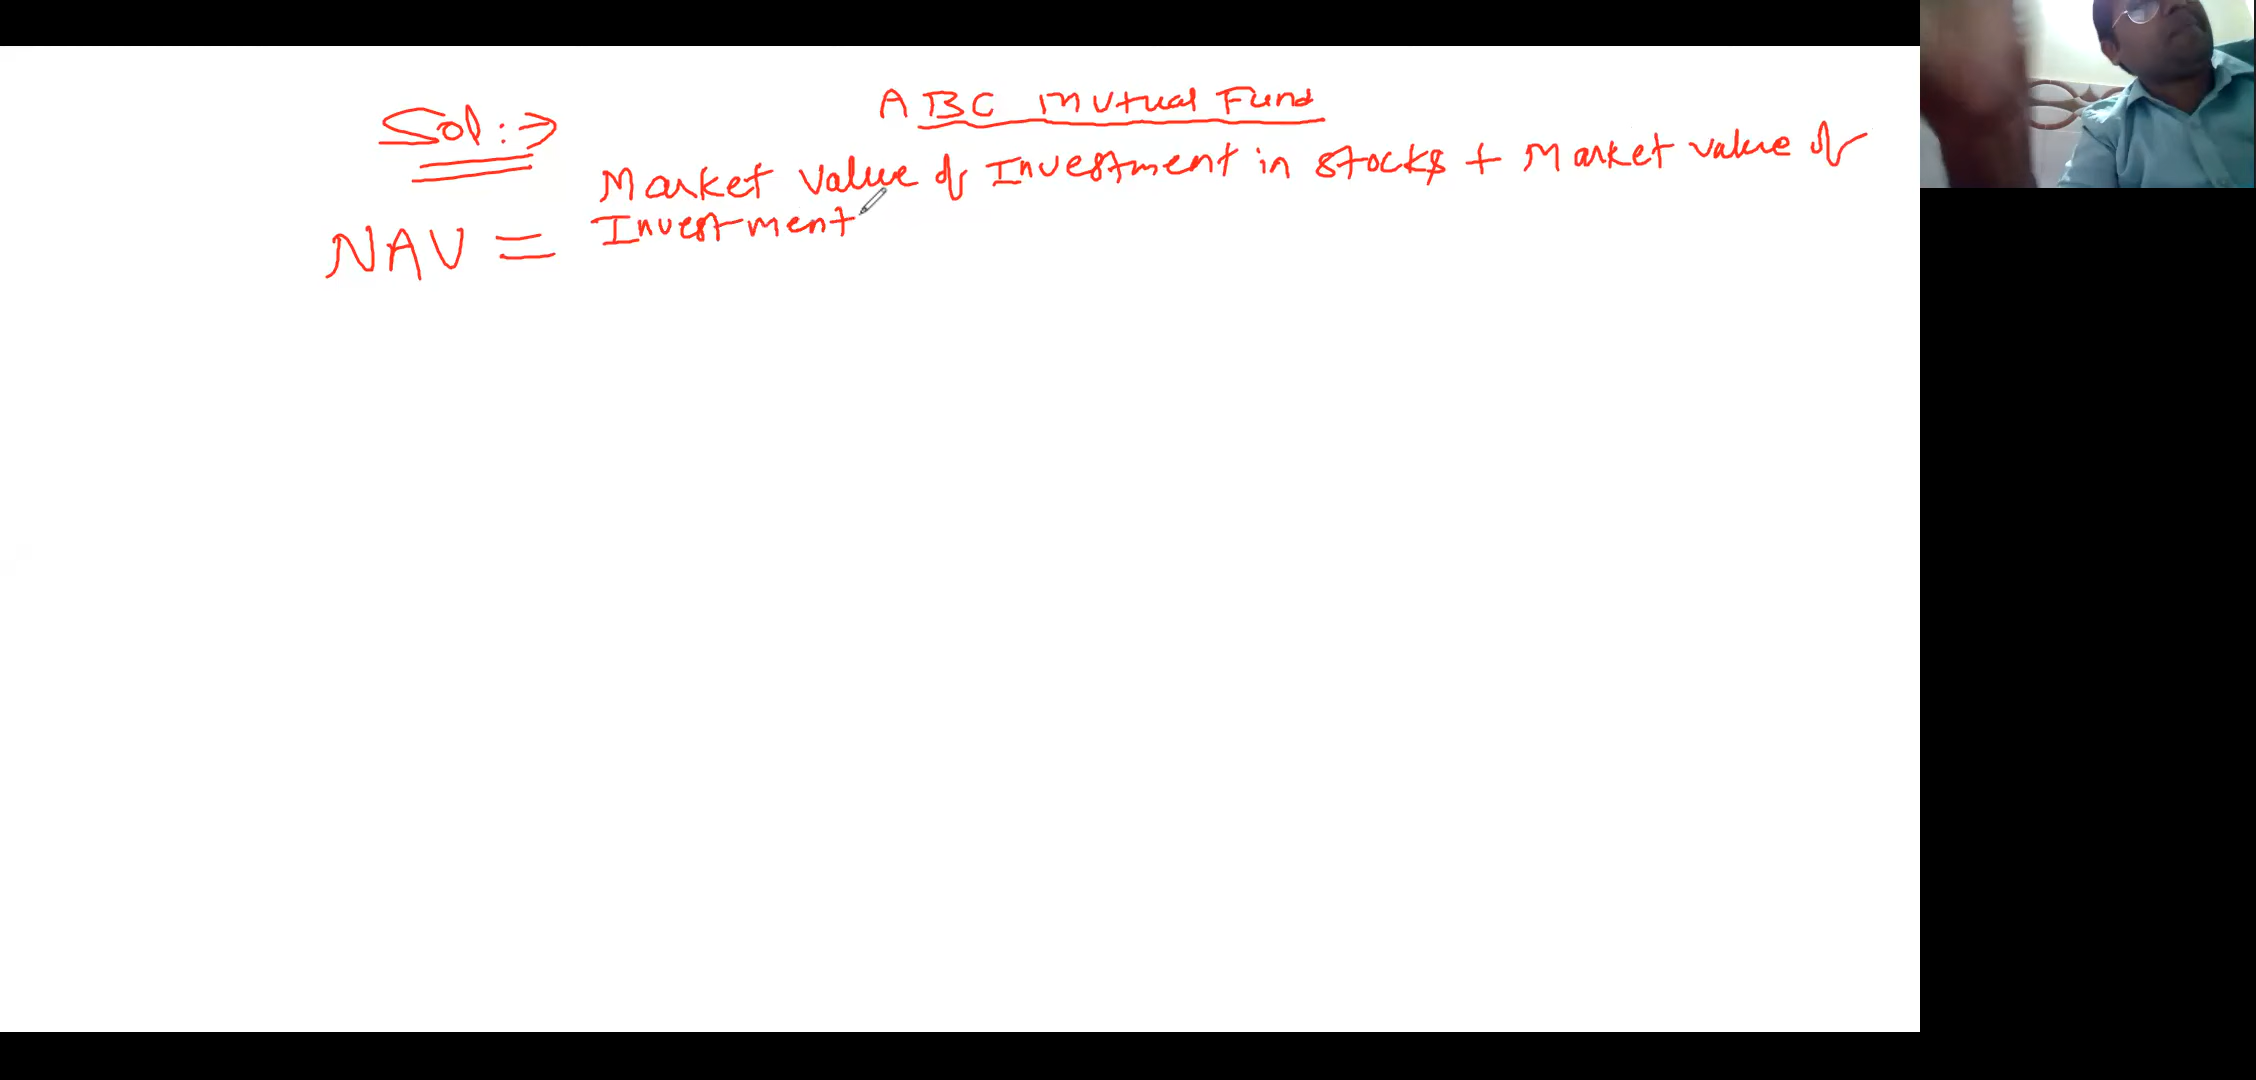 ABC Mutual Fund
Sol :→
Market value of Investment in stocks + Market value of
Investment
NAV =